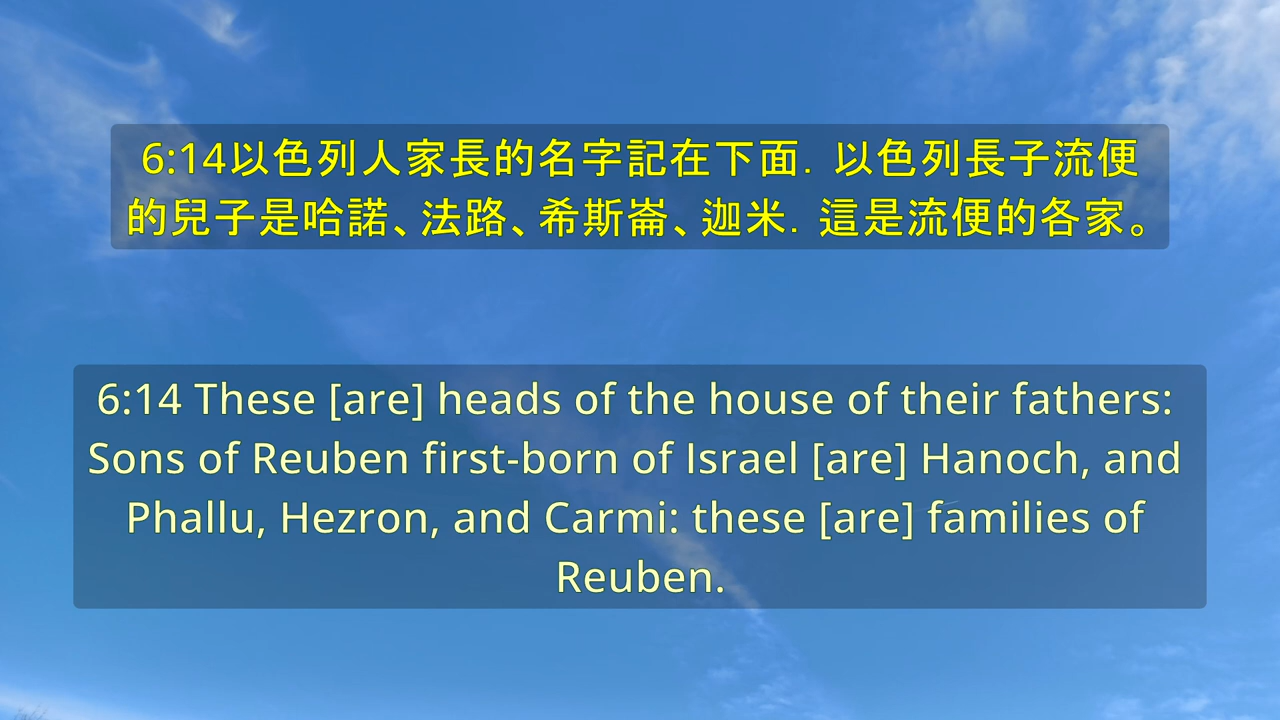 6:14以色列人家長的名字記在下面．以色列長子流便
的兒子是哈諾、法路、希斯崙、迦米．這是流便的各家。
6:14 These [are] heads of the house of their fathers:
Sons of Reuben first-born of Israel [are] Hanoch, and
Phallu, Hezron, and Carmi: these [are] families of
Reuben.